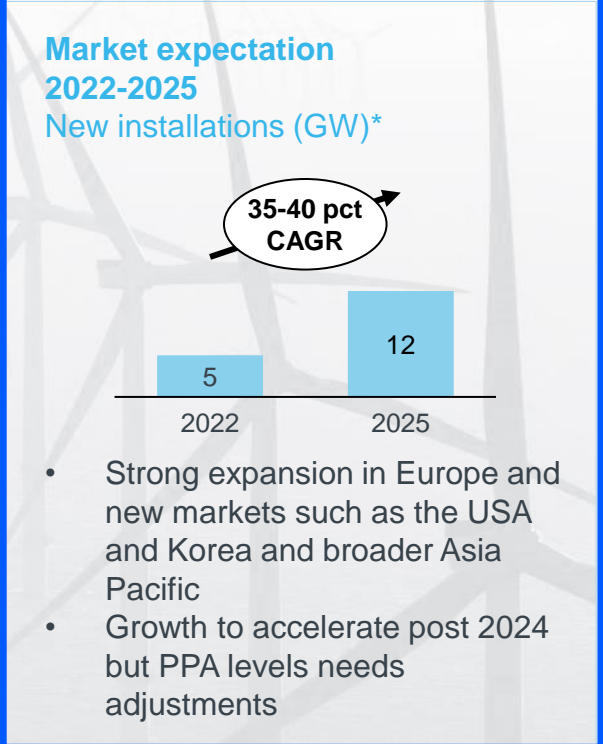 Market expectation
2022-2025
New installations (GW)*
35-40 pct
CAGR
5
12
2022
2025
• Strong expansion in Europe and
new markets such as the USA
and Korea and broader Asia
Pacific
• Growth to accelerate post 2024
but PPA levels needs
adjustments